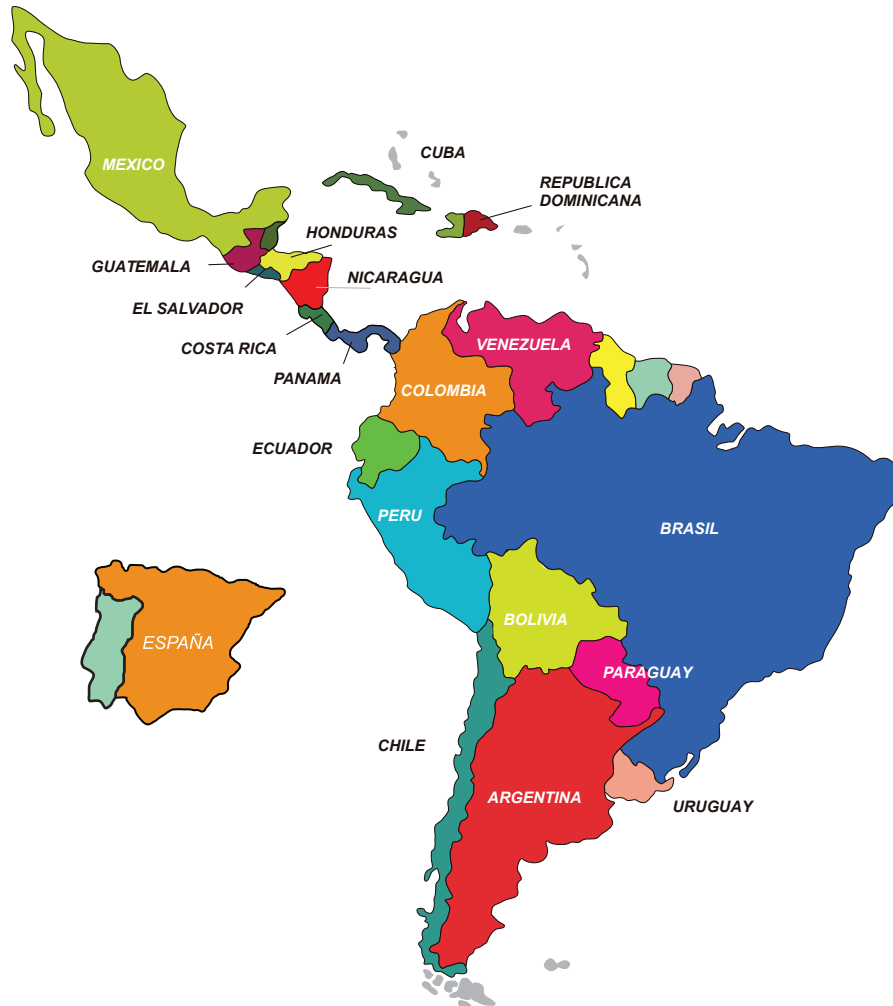 CUBA
MEXICO
REPUBLICA
DOMINICANA
HONDURAS
GUATEMALA
NICARAGUA
EL SALVADOR
COSTA RICA
VENEZUELA
PANAMA
COLOMBIA
ECUADOR
PERU
BRASIL
BOLIVIA
ESPAÑA
PARAGUAY
CHILE
ARGENTINA
URUGUAY